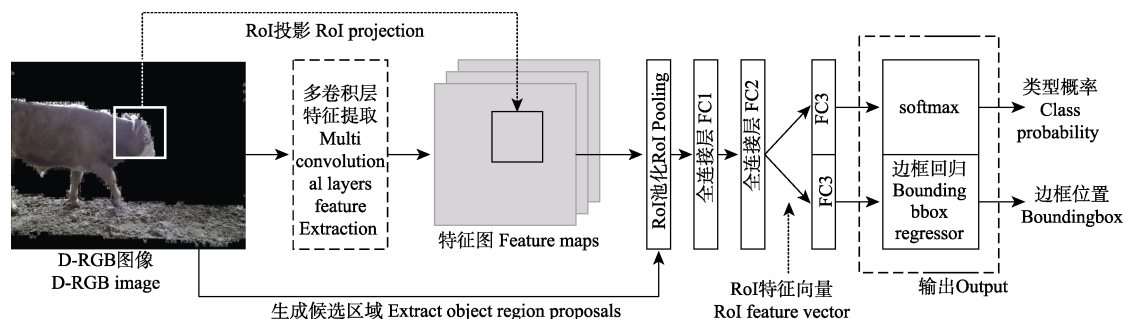 RoI投影 RoI projection
D-RGB图像
D-RGB image
多卷积层
特征提取
Multi
convolution
al layers
feature
Extraction
特征图 Feature maps
生成候选区域 Extract object region proposals
RoI池化RoI Pooling
全连接层 FC1
全连接层 FC2
FC3
FC3
RoI特征向量
RoI feature vector
softmax
边框回归
Bounding
bbox
regressor
输出Output
类型概率
Class
probability
边框位置
Boundingbox